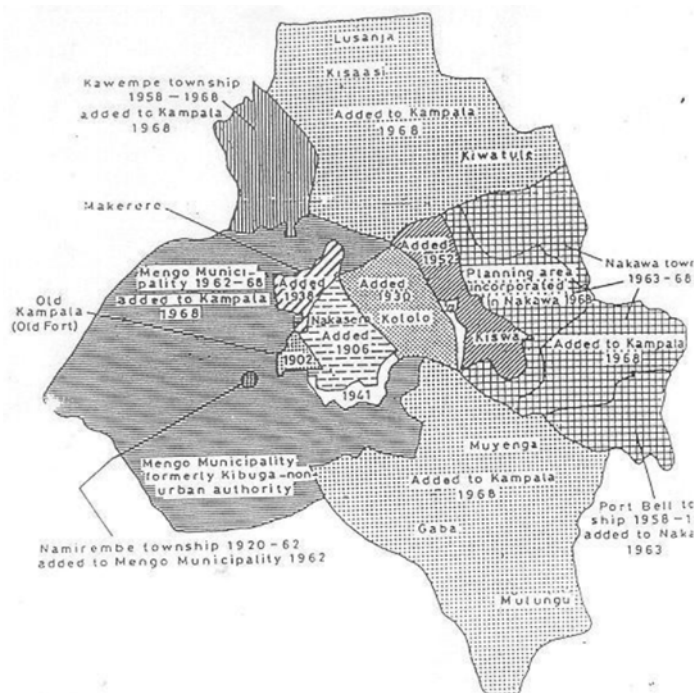 Lusanja
Kisaasi
Kawempe township
1958 – 1968
added to Kampala
1968
Added to Kampala
1968
Kiwatule
Makerere
Added
1952
Nakawa town
1963-68
Planning area
incorporated
in Nakawa 1968
Mengo Munici-
pality 1962–68
added to Kampala
1968
Added
1938
Added
1930
Kololo
Old
Kampala
(Old Fort)
Nakasero
Added
1906
1902
1941
Kiswa
Added to Kampala
1968
Mengo Municipality
formerly Kibuga-non-
urban authority
Muyenga
Added to Kampala
1968
Gaba
Port Bell to
ship 1958 – 1
added to Naka
1963
Namirembe township 1920 – 62
added to Mengo Municipality 1962
Mulungu